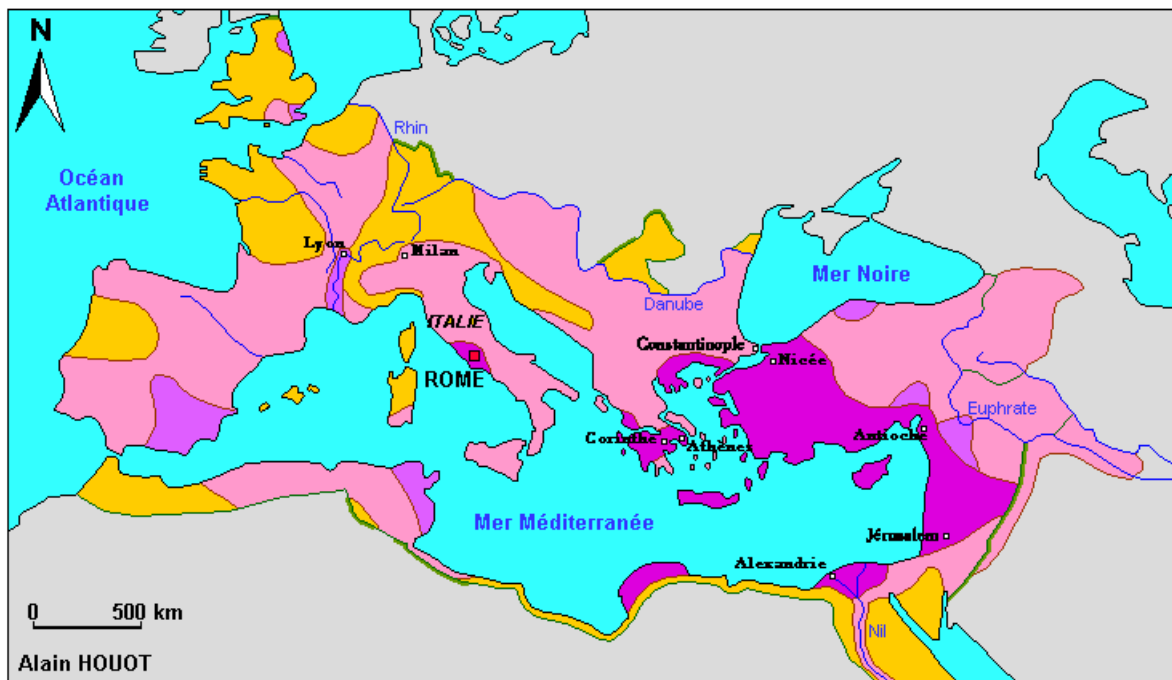 N
Rhin
Océan
Atlantique
Lyon
Milan
Mer Noire
Danube
ITALIE
Constantinople
Nicée
ROME
Euphrate
Corinthe
Athènes
Antioche
Mer Méditerranée
Jérusalem
Alexandrie
0 500 km
Nil
Alain HOUOT